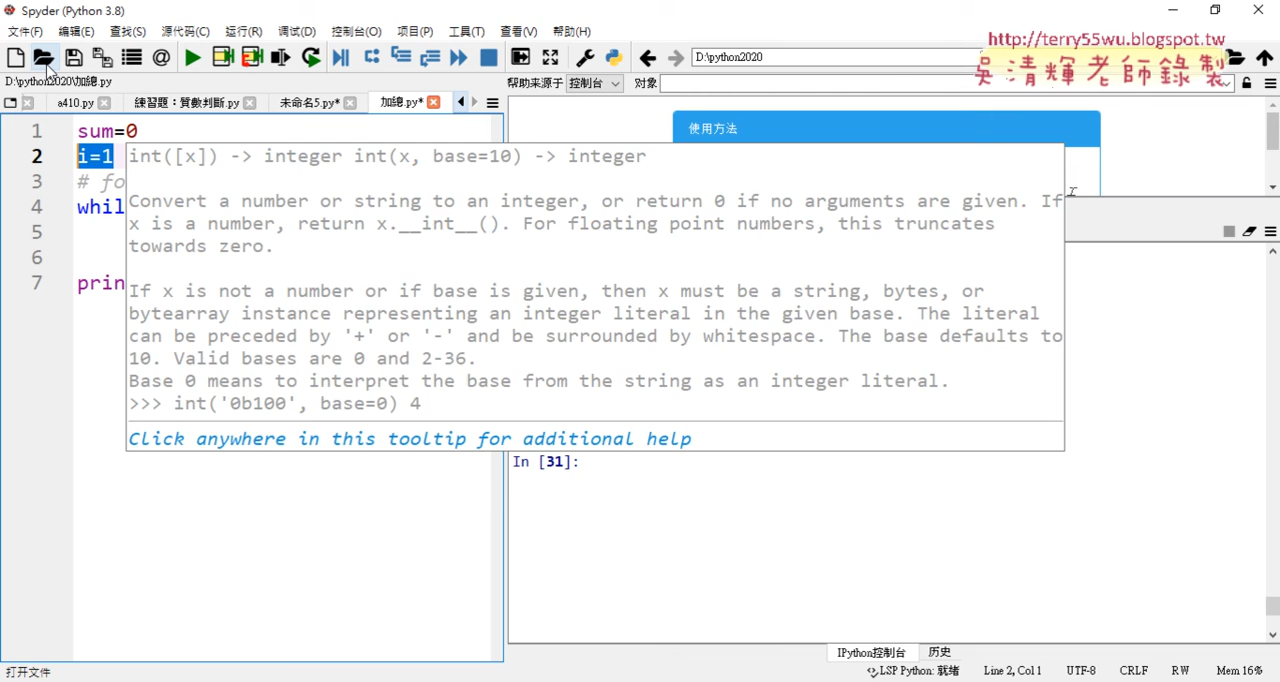 Spyder (Python 3.8)
文件(F) 编辑(E) 查找(S) 源代码(C) 运行(R) 调试(D) 控制台(O) 项目(P) 工具(T) 查看(V) 帮助(H)
http://terry55wu.blogspot.tw
吳清輝老師錄製
D:\python2020
D:\python2020\加總.py
帮助来源于 控制台 对象
a410.py 練習題：質數判斷.py 未命名5.py* 加總.py*
使用方法
1 sum=0
2 i=1
3 # fo
4 whil
5
6
7 prin
int([x]) -> integer int(x, base=10) -> integer
Convert a number or string to an integer, or return 0 if no arguments are given. If
x is a number, return x.__int__(). For floating point numbers, this truncates
towards zero.
If x is not a number or if base is given, then x must be a string, bytes, or
bytearray instance representing an integer literal in the given base. The literal
can be preceded by '+' or '-' and be surrounded by whitespace. The base defaults to
10. Valid bases are 0 and 2-36.
Base 0 means to interpret the base from the string as an integer literal.
>>> int('0b100', base=0) 4
Click anywhere in this tooltip for additional help
In [31]:
IPython控制台 历史
打开文件 LSP Python: 就绪 Line 2, Col 1 UTF-8 CRLF RW Mem 16%